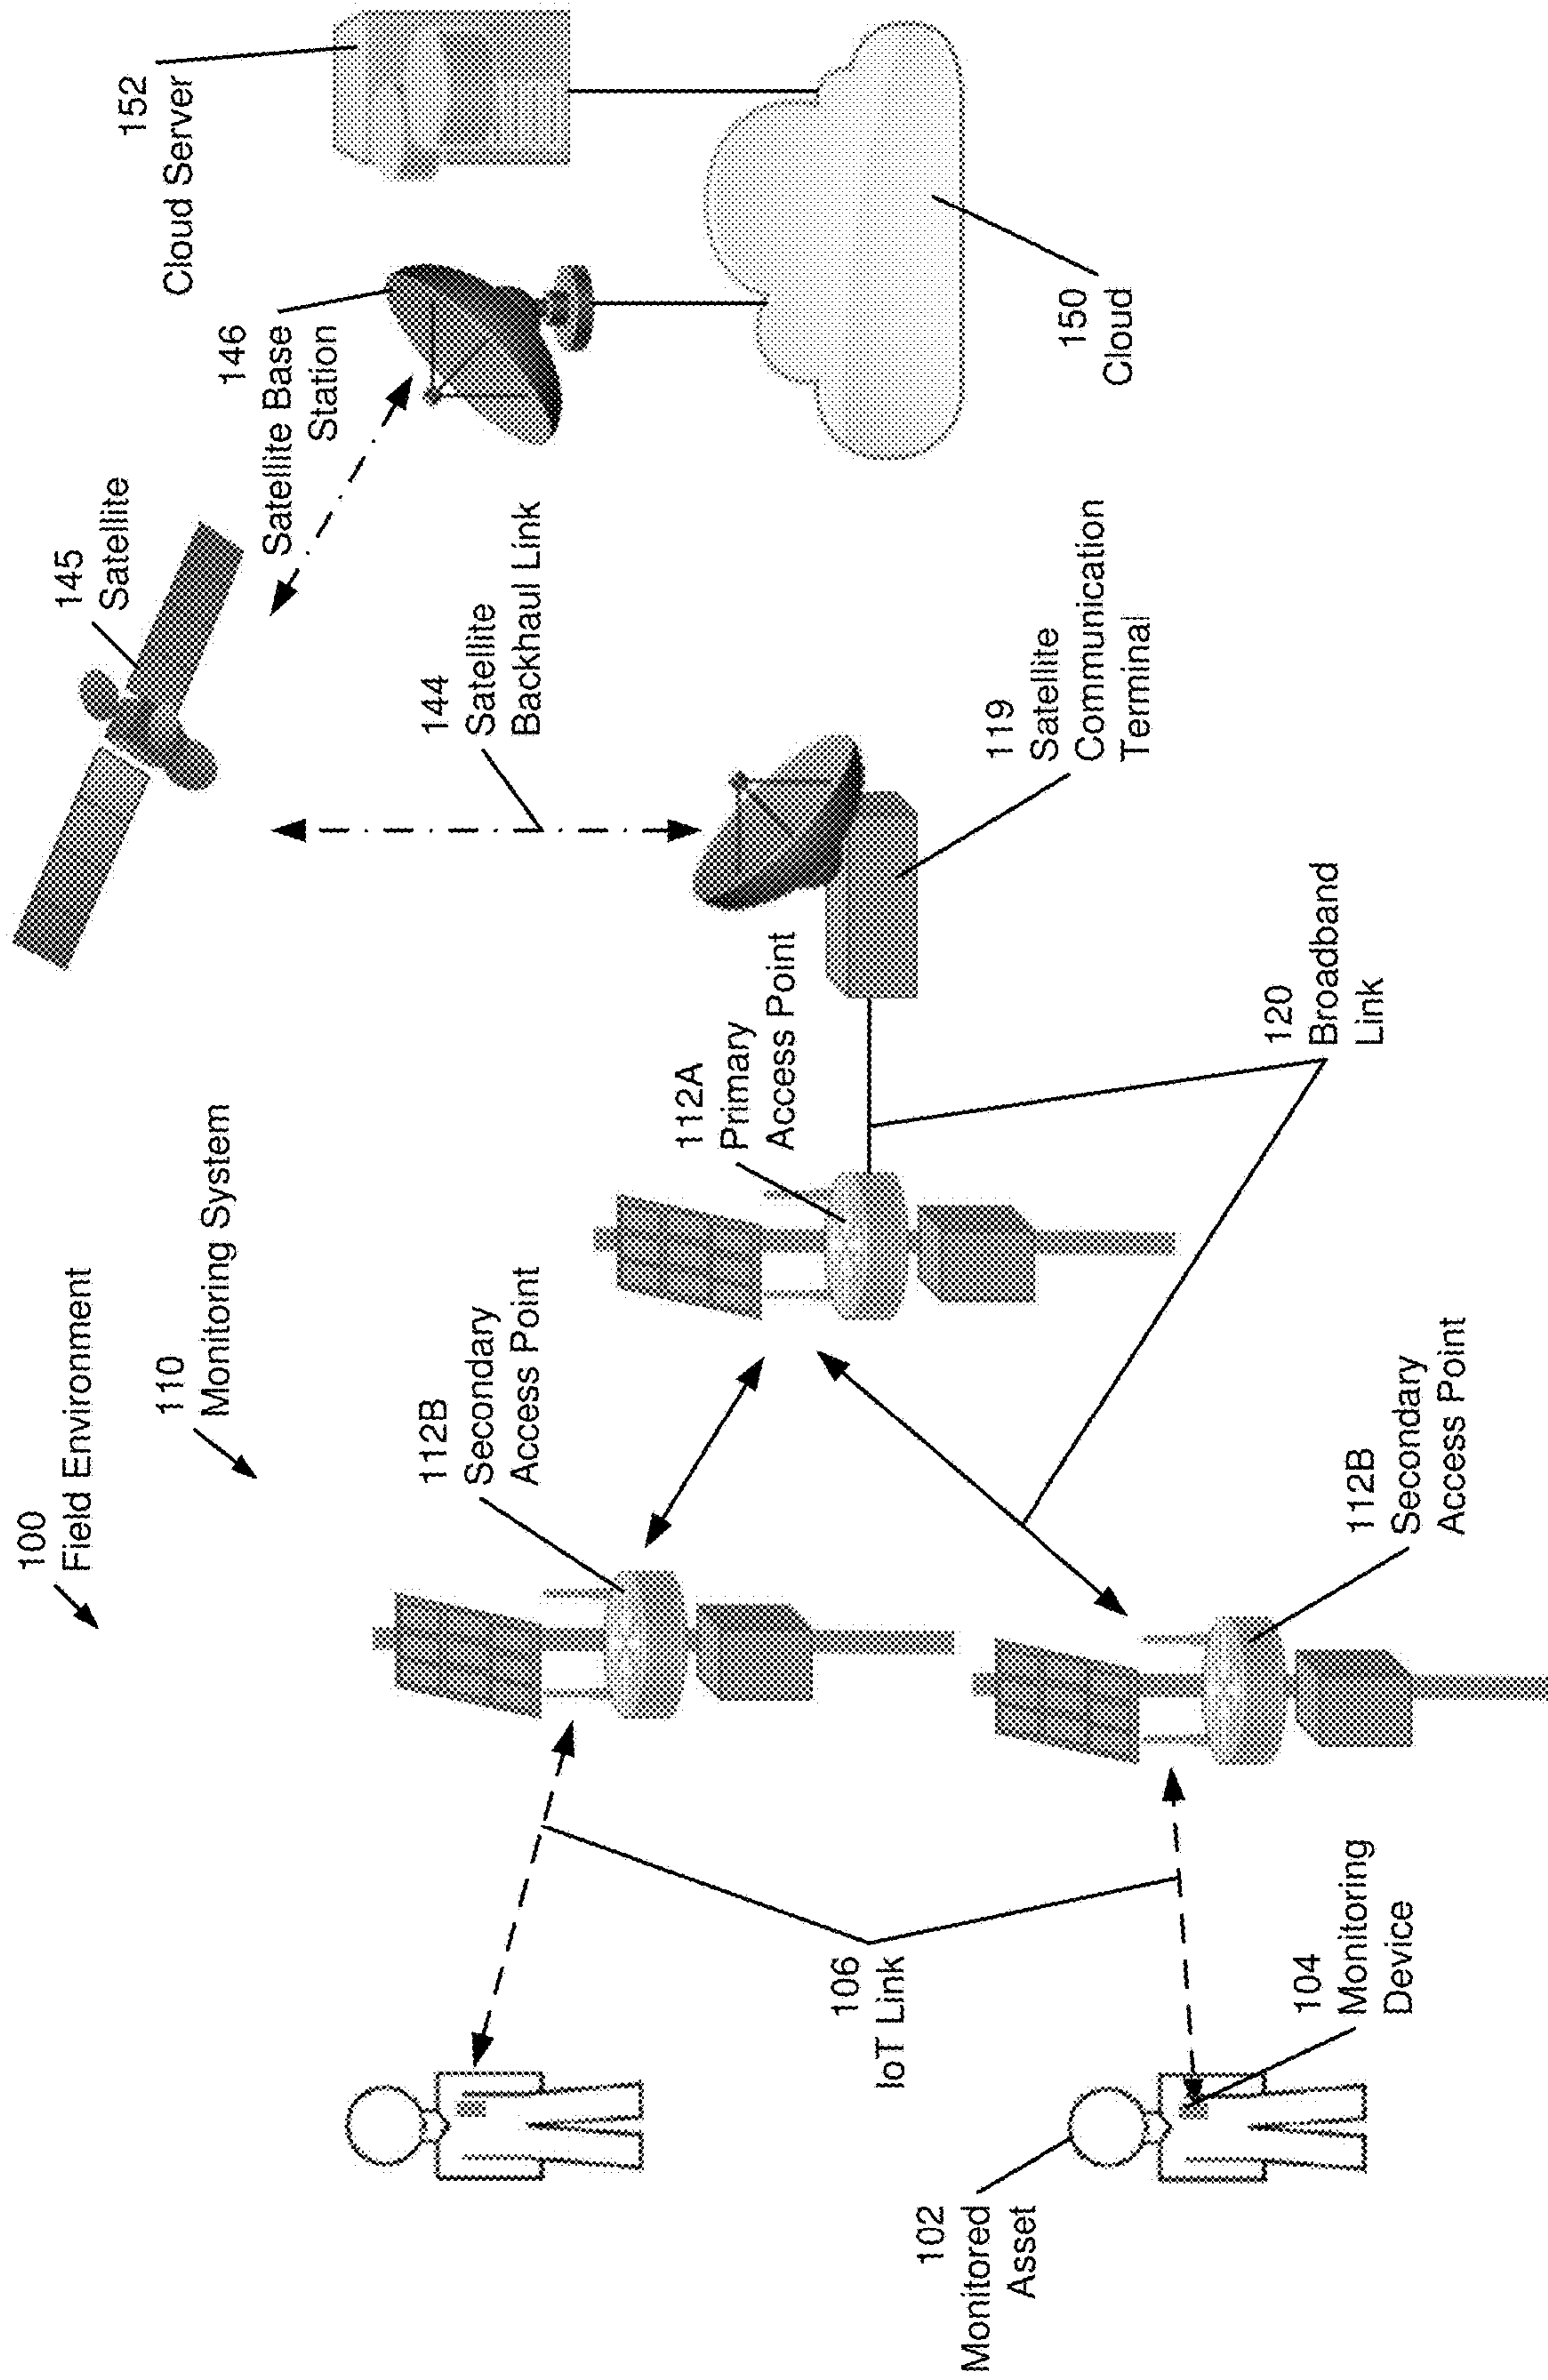 100
Field Environment
110
Monitoring System
145
Satellite
152
Cloud Server
146
Satellite Base
Station
144
Satellite
Backhaul Link
112B
Secondary
Access Point
112A
Primary
Access Point
119
Satellite
Communication
Terminal
150
Cloud
106
IoT Link
120
Broadband
Link
102
Monitored
Asset
104
Monitoring
Device
112B
Secondary
Access Point